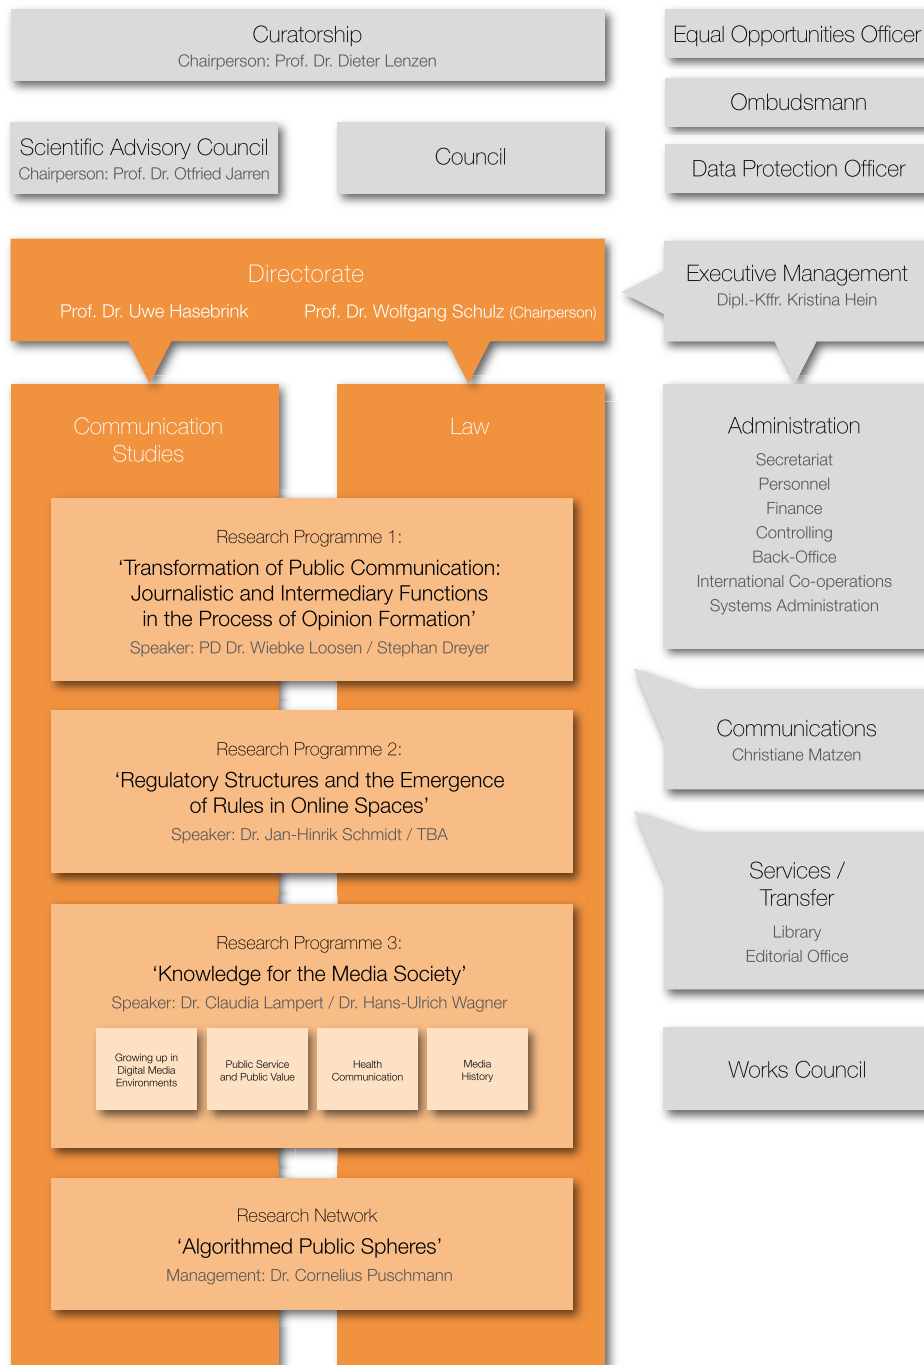 Curatorship
Chairperson: Prof. Dr. Dieter Lenzen
Equal Opportunities Officer
Ombudsmann
Data Protection Officer
Scientific Advisory Council
Chairperson: Prof. Dr. Otfried Jarren
Council
Directorate
Prof. Dr. Uwe Hasebrink
Prof. Dr. Wolfgang Schulz (Chairperson)
Executive Management
Dipl.-Kffr. Kristina Hein
Communication
Studies
Law
Research Programme 1:
‘Transformation of Public Communication:
Journalistic and Intermediary Functions
in the Process of Opinion Formation’
Speaker: PD Dr. Wiebke Loosen / Stephan Dreyer
Research Programme 2:
‘Regulatory Structures and the Emergence
of Rules in Online Spaces’
Speaker: Dr. Jan-Hinrik Schmidt / TBA
Research Programme 3:
‘Knowledge for the Media Society’
Speaker: Dr. Claudia Lampert / Dr. Hans-Ulrich Wagner
Growing up in
Digital Media
Environments
Public Service
and Public Value
Health
Communication
Media
History
Research Network
‘Algorithmed Public Spheres’
Management: Dr. Cornelius Puschmann
Administration
Secretariat
Personnel
Finance
Controlling
Back-Office
International Co-operations
Systems Administration
Communications
Christiane Matzen
Services /
Transfer
Library
Editorial Office
Works Council